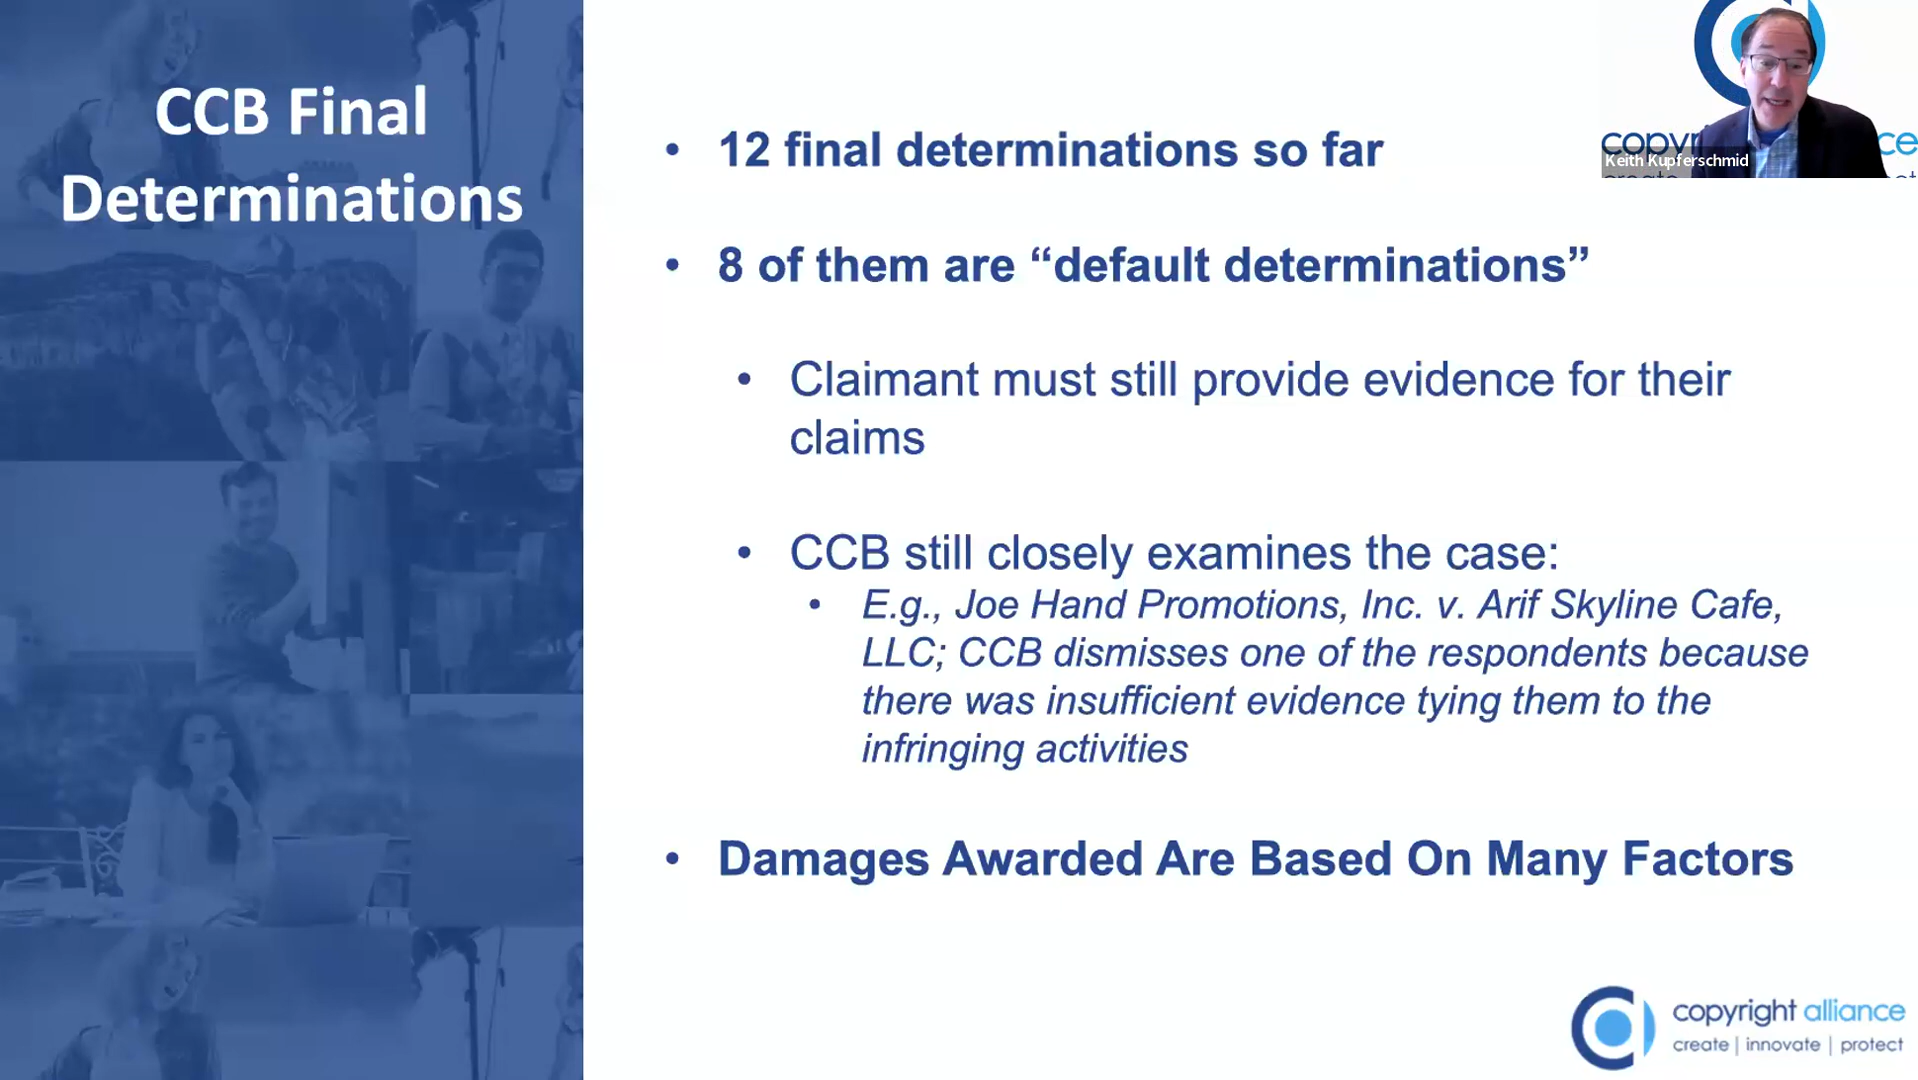 CCB Final
Determinations
• 12 final determinations so far
• 8 of them are “default determinations”
• Claimant must still provide evidence for their
claims
• CCB still closely examines the case:
• E.g., Joe Hand Promotions, Inc. v. Arif Skyline Cafe,
LLC; CCB dismisses one of the respondents because
there was insufficient evidence tying them to the
infringing activities
• Damages Awarded Are Based On Many Factors
Keith Kupferschmid
copyright alliance
create | innovate | protect